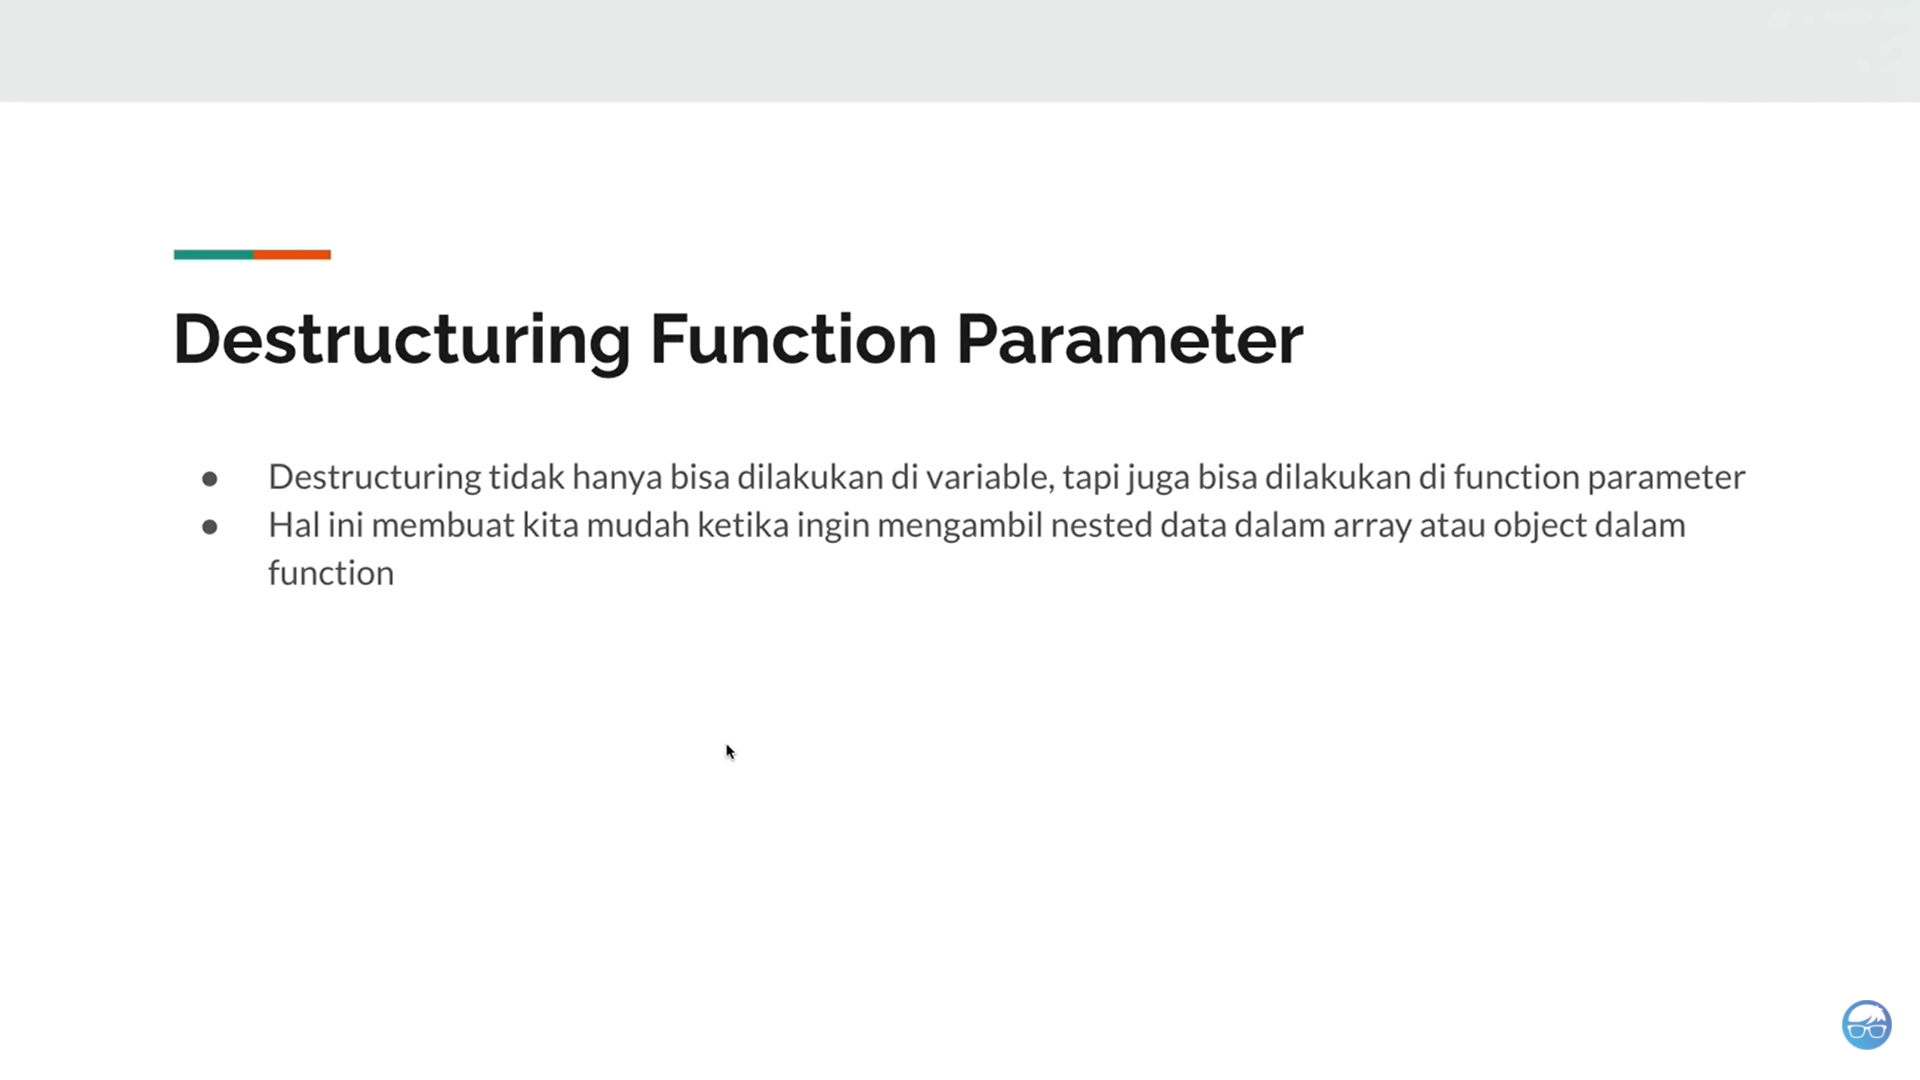 Destructuring Function Parameter
● Destructuring tidak hanya bisa dilakukan di variable, tapi juga bisa dilakukan di function parameter
● Hal ini membuat kita mudah ketika ingin mengambil nested data dalam array atau object dalam
function